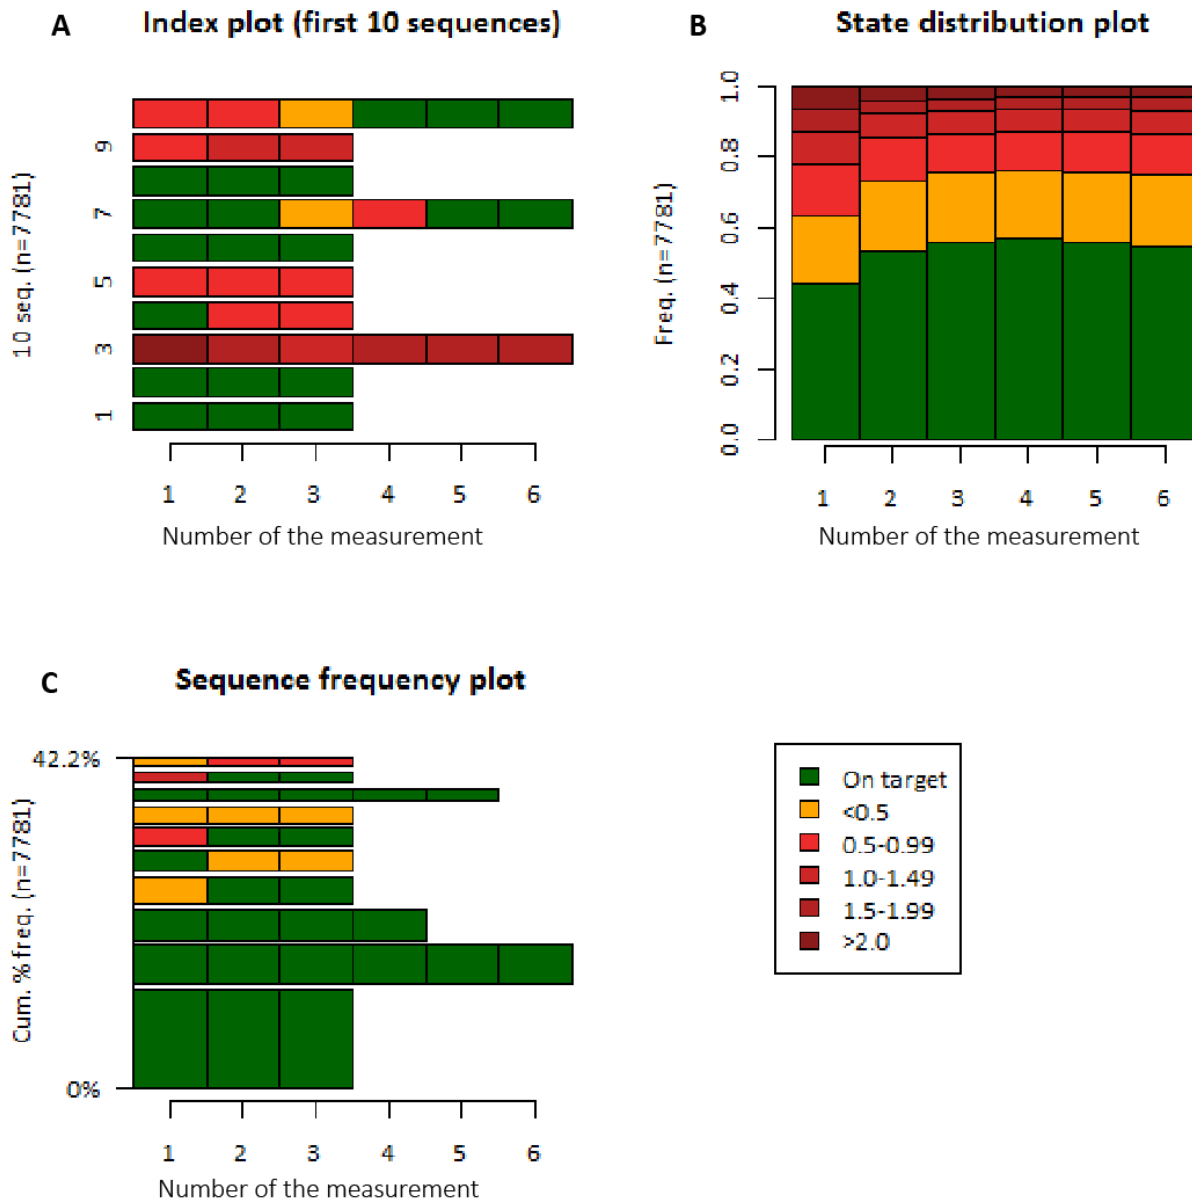 A Index plot (first 10 sequences)
10 seq. (n=7781)
9
7
5
3
1
1 2 3 4 5 6
Number of the measurement
B State distribution plot
Freq. (n=7781)
1.0
0.8
0.6
0.4
0.2
0.0
1 2 3 4 5 6
Number of the measurement
C Sequence frequency plot
Cum. % freq. (n=7781)
42.2%
0%
1 2 3 4 5 6
Number of the measurement
On target
<0.5
0.5-0.99
1.0-1.49
1.5-1.99
>2.0